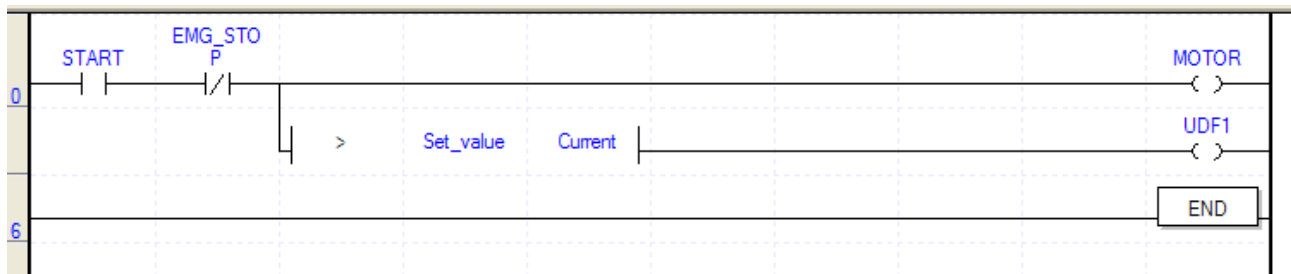 START
EMG_STO
P
MOTOR
0
UDF1
> Set_value Current
END
6